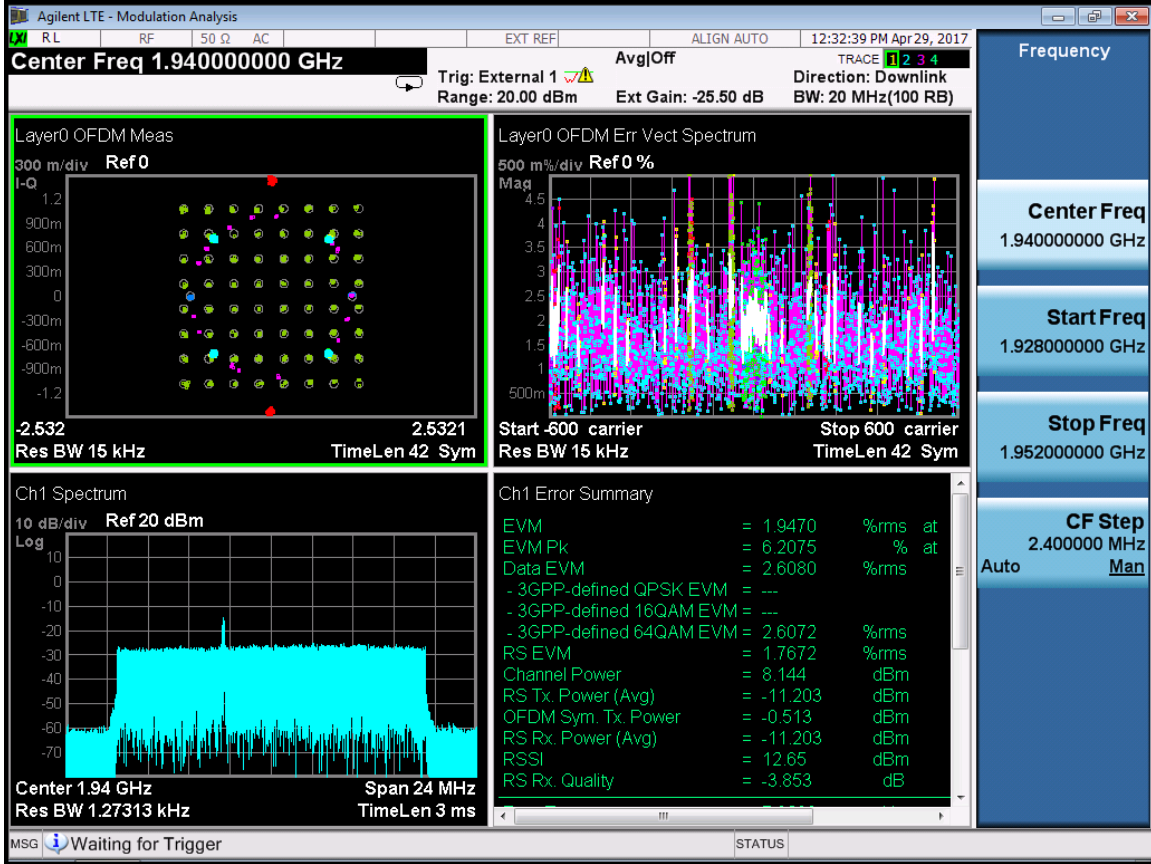 Agilent LTE - Modulation Analysis
LXI RL RF 50 Ω AC EXT REF ALIGN AUTO 12:32:39 PM Apr 29, 2017
Center Freq 1.940000000 GHz
Avg|Off
TRACE 1 2 3 4
Trig: External 1
Direction: Downlink
Range: 20.00 dBm
Ext Gain: -25.50 dB
BW: 20 MHz(100 RB)
Layer0 OFDM Meas
300 m/div Ref 0
I-Q
1.2
900m
600m
300m
0
-300m
-600m
-900m
-1.2
-2.532 2.5321
Res BW 15 kHz TimeLen 42 Sym
Layer0 OFDM Err Vect Spectrum
500 m%/div Ref 0 %
Mag
4.5
4
3.5
3
2.5
2
1.5
1
500m
Start -600 carrier Stop 600 carrier
Res BW 15 kHz TimeLen 42 Sym
Ch1 Spectrum
10 dB/div Ref 20 dBm
Log
10
0
-10
-20
-30
-40
-50
-60
-70
Center 1.94 GHz Span 24 MHz
Res BW 1.27313 kHz TimeLen 3 ms
Ch1 Error Summary
EVM = 1.9470 %rms at
EVM Pk = 6.2075 % at
Data EVM = 2.6080 %rms
- 3GPP-defined QPSK EVM = ---
- 3GPP-defined 16QAM EVM = ---
- 3GPP-defined 64QAM EVM = 2.6072 %rms
RS EVM = 1.7672 %rms
Channel Power = 8.144 dBm
RS Tx. Power (Avg) = -11.203 dBm
OFDM Sym. Tx. Power = -0.513 dBm
RS Rx. Power (Avg) = -11.203 dBm
RSSI = 12.65 dBm
RS Rx. Quality = -3.853 dB
Frequency
Center Freq
1.940000000 GHz
Start Freq
1.928000000 GHz
Stop Freq
1.952000000 GHz
CF Step
2.400000 MHz
Auto Man
MSG Waiting for Trigger STATUS